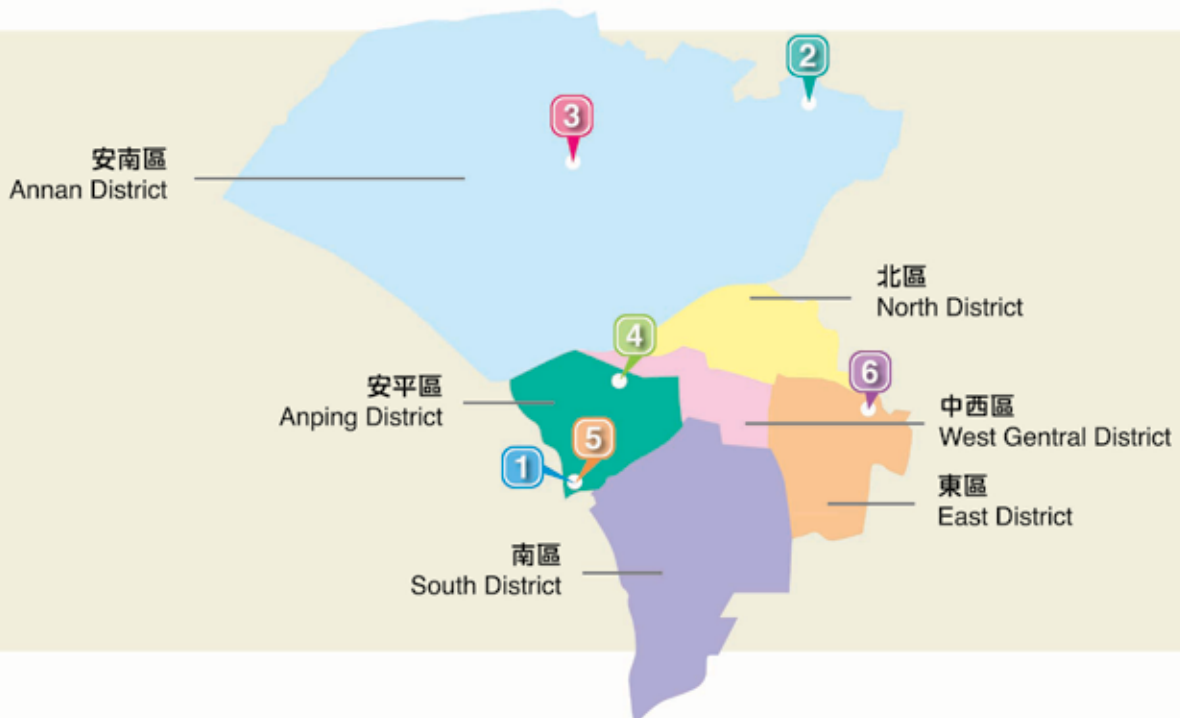 2
3
安南區
Annan District
北區
North District
4
6
安平區
Anping District
中西區
West Gentral District
5
1
東區
East District
南區
South District